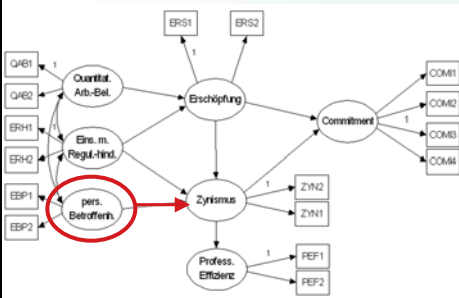 ERS1
ERS2
1
QAB1
1
QAB2
Quantitat.
Arb.-Bel.
Erschöpfung
COMI1
COMI2
1
COMI3
COMI4
Commitment
ERH1
ERH2
Eins. m.
Regul.-hind.
EBP1
EBP2
pers.
Betroffenh.
Zynismus
1
ZYN2
ZYN1
Profess.
Effizienz
1
PEF1
PEF2